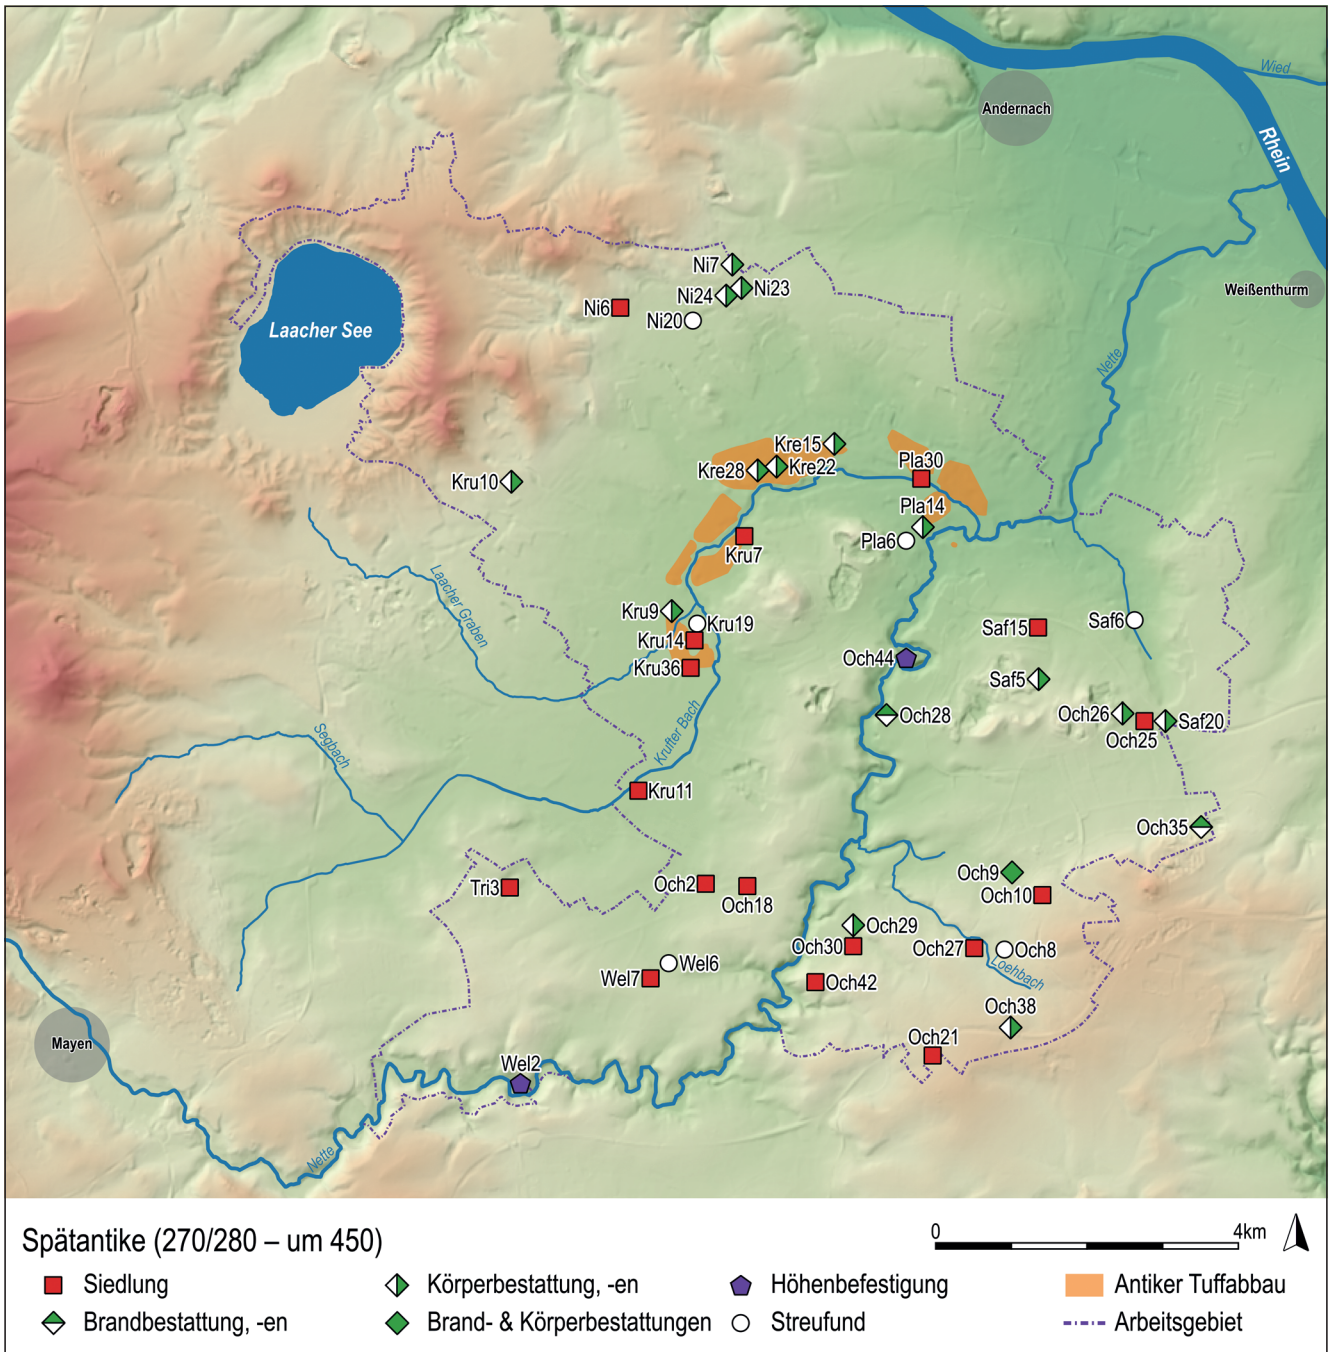 Wied
Andernach
Rhein
Weißenthurm
Ni7
Ni23
Ni24
Ni6
Ni20
Laacher See
Nette
Kre15
Kre28
Kre22
Pla30
Kru10
Pla14
Pla6
Kru7
Laacher Graben
Kru9
Kru19
Kru14
Kru36
Saf15
Saf6
Och44
Saf5
Och28
Och26
Saf20
Och25
Segbach
Krufter Bach
Kru11
Och35
Och9
Och10
Tri3
Och2
Och18
Och29
Och30
Och27
Och8
Loehbach
Wel6
Wel7
Och42
Och38
Och21
Mayen
Wel2
Nette
Spätantike (270/280 – um 450)
0 4km
Siedlung Körperbestattung, -en Höhenbefestigung Antiker Tuffabbau
Brandbestattung, -en Brand- & Körperbestattungen Streufund Arbeitsgebiet